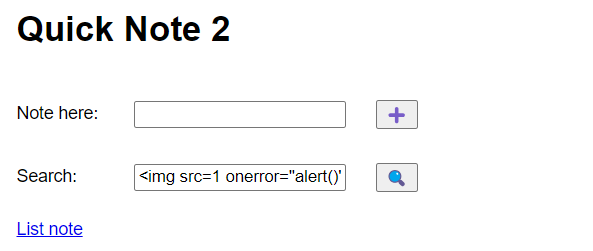 Quick Note 2
Note here:
Search: <img src=1 onerror="alert()'
List note